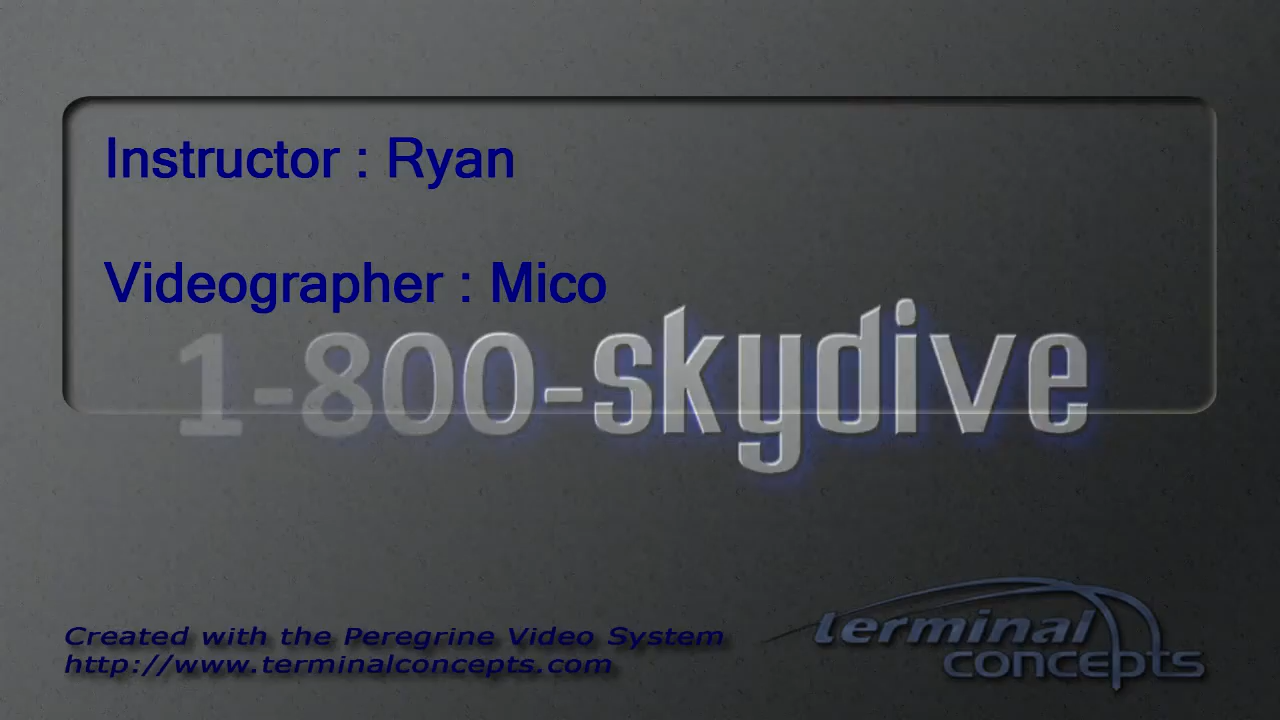 Instructor : Ryan
Videographer : Mico
1-800-skydive
Created with the Peregrine Video System
http://www.terminalconcepts.com
terminal
concepts